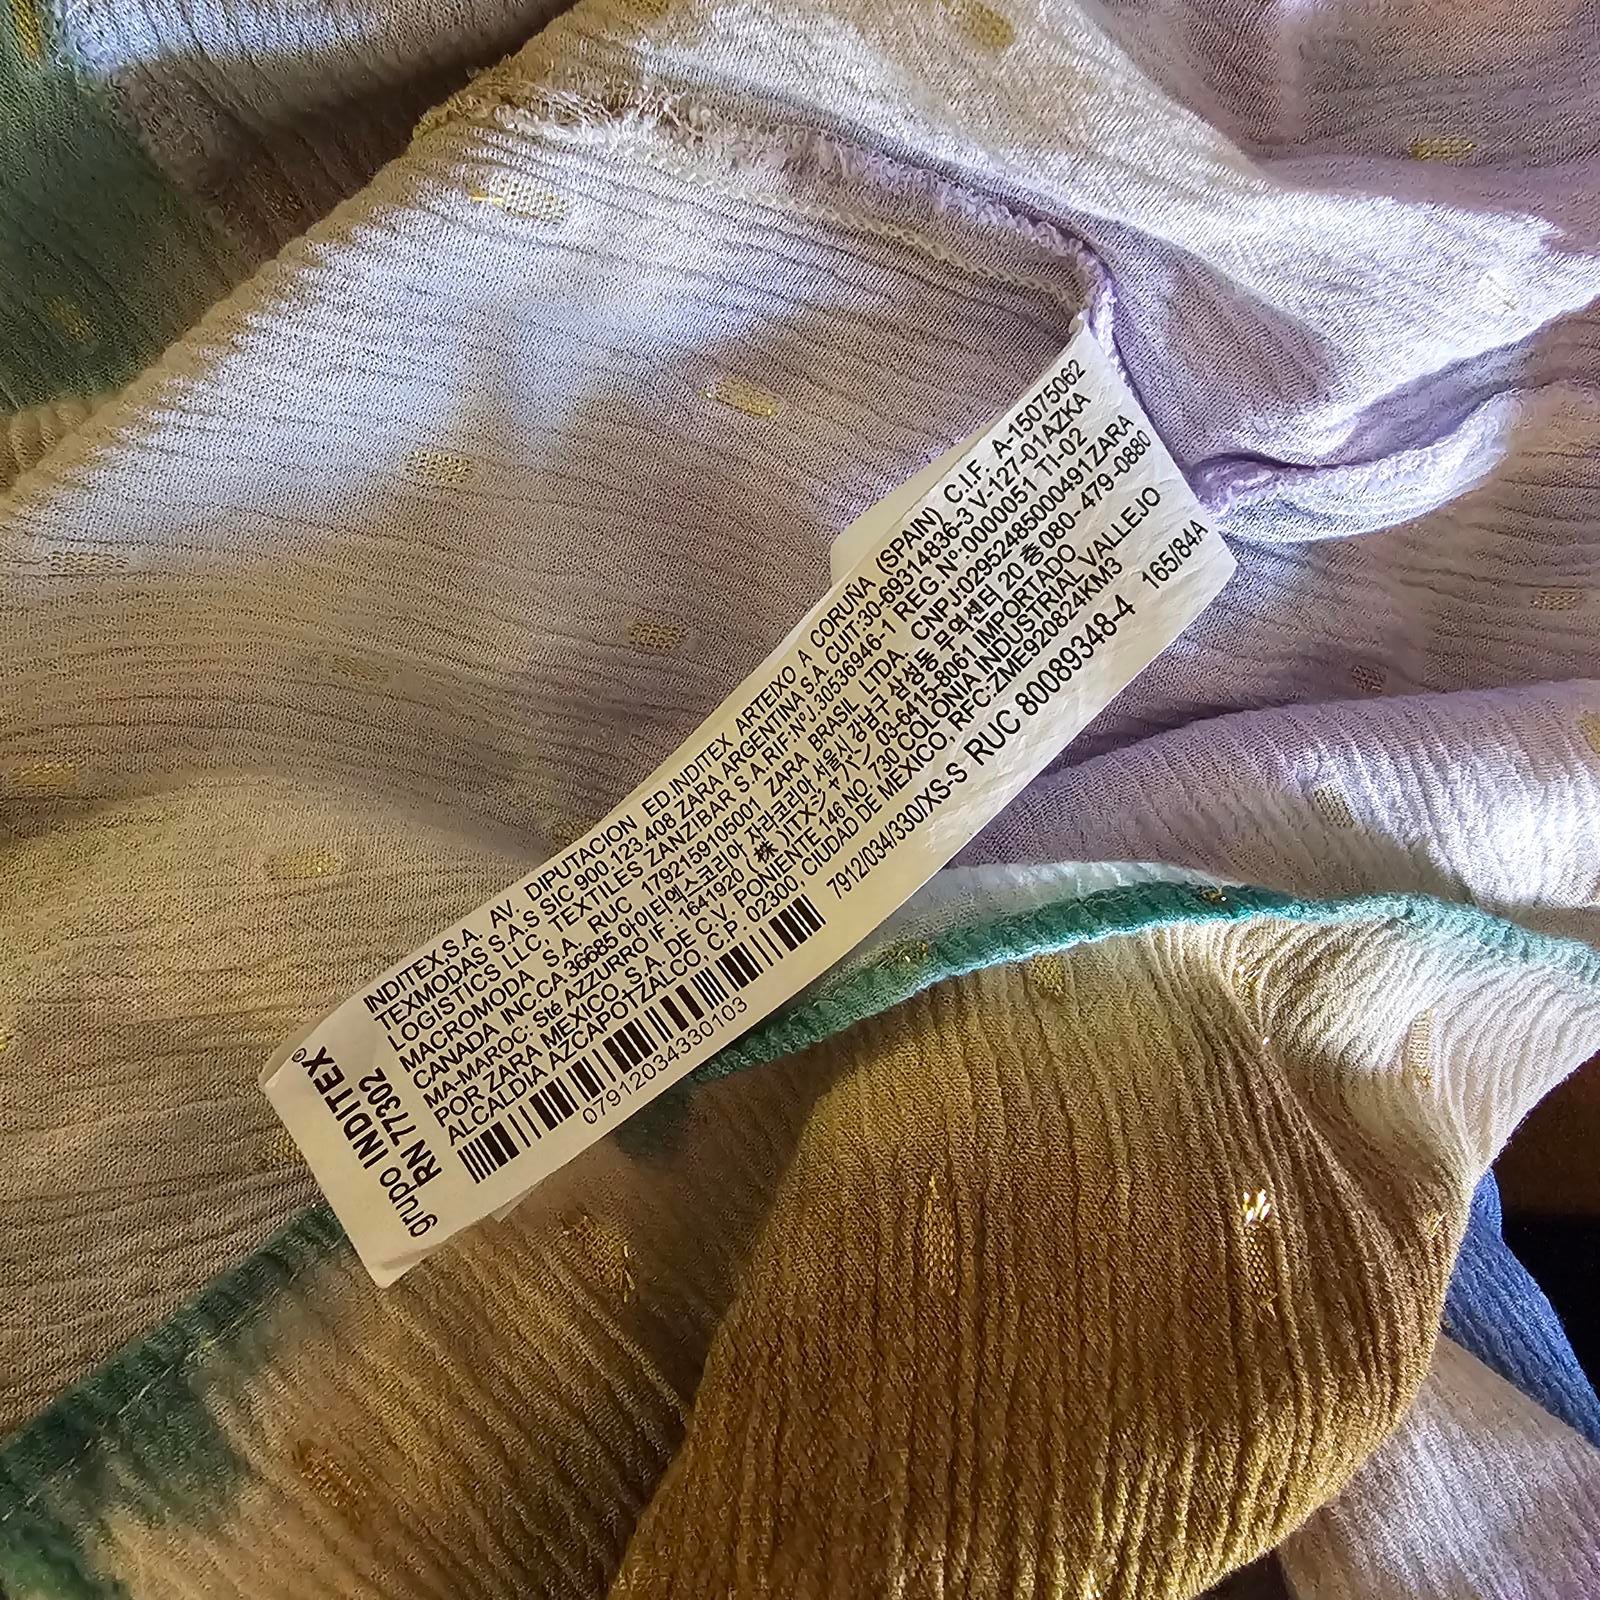 grupo INDITEX®
RN 77302
INDITEX,S.A. AV. DIPUTACION ED.INDITEX ARTEIXO A CORUÑA (SPAIN) C.I.F. A-15075062
TEXMODAS S.A.S SIC 900.123.408 ZARA ARGENTINA S.A. CUIT:30-69314836-3 V-127-01AZKA
LOGISTICS LLC, TEXTILES ZANZIBAR S.A.RIF:NºJ.30536946-1 REG.Nº:0000051 TI-02
MACROMODA S.A. RUC 1792159105001 ZARA BRASIL LTDA. CNPJ:02952485000491ZARA
CANADA INC.CA 36685 아이티엑스코리아 자라코리아 서울시 강남구 삼성동 무역센터 20 층 080- 479-0880
MA-MAROC: Sté AZZURRO IF : 1641920 ( 株 )ITXジャパン 03-6415-8061 IMPORTADO
POR ZARA MEXICO, S.A. DE C.V. PONIENTE 146 NO. 730 COLONIA INDUSTRIAL VALLEJO
ALCALDIA AZCAPOTZALCO, C.P. 02300, CIUDAD DE MEXICO, RFC:ZME920824KM3
RUC 80089348-4
07912034330103
7912/034/330/XS-S 165/84A